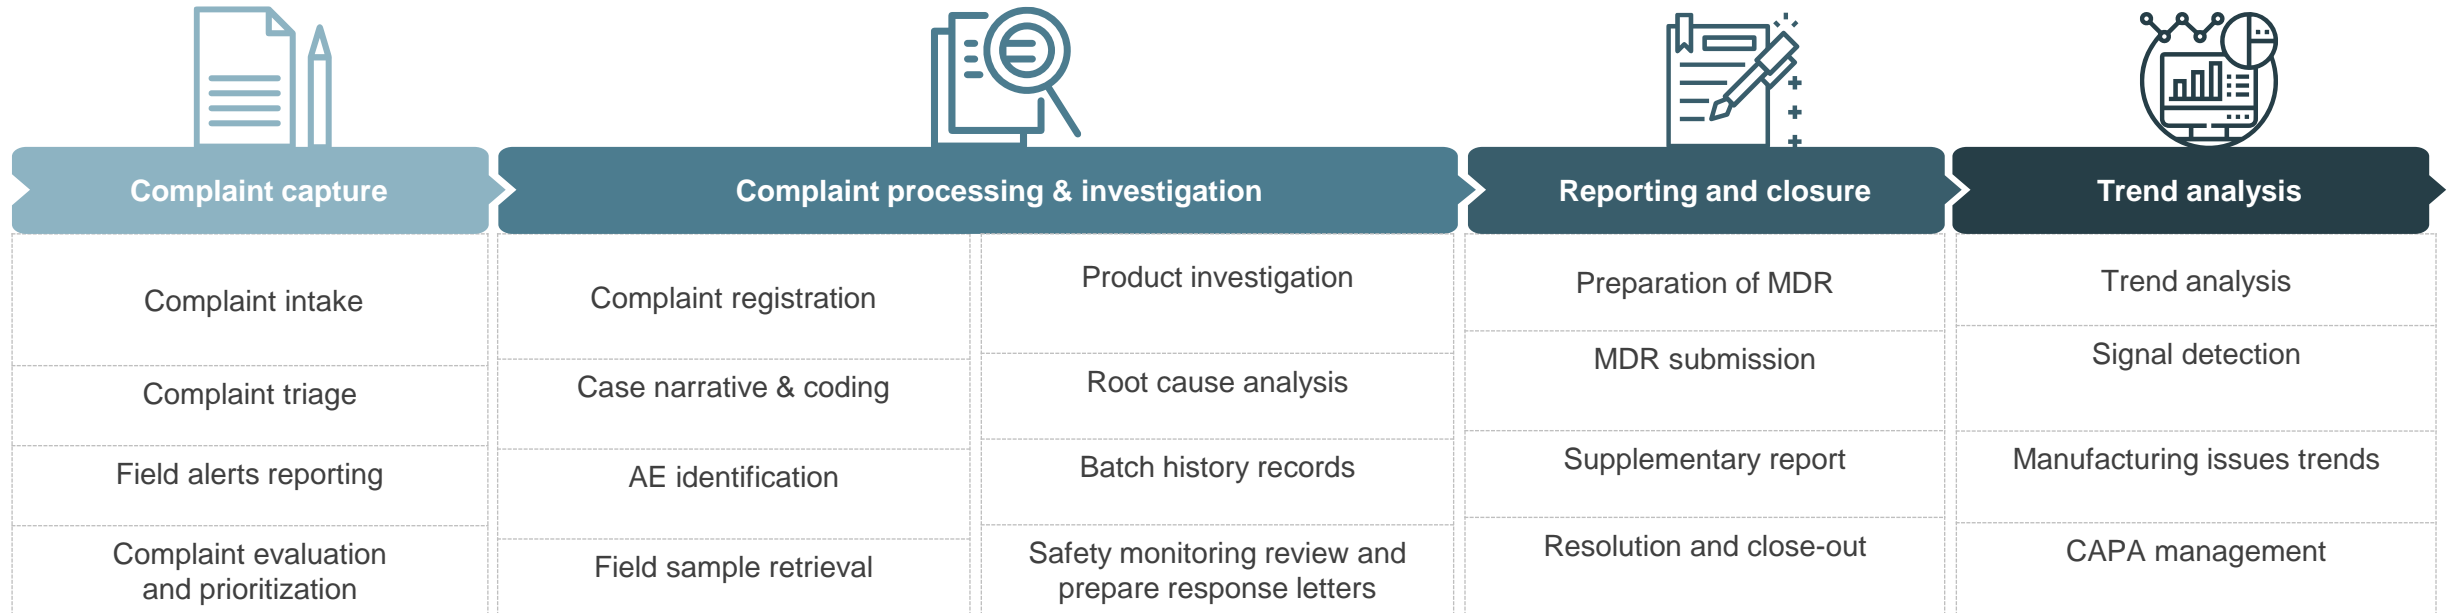 Complaint capture
Complaint processing & investigation
Reporting and closure
Trend analysis
Complaint intake
Complaint triage
Field alerts reporting
Complaint evaluation
and prioritization
Complaint registration
Case narrative & coding
AE identification
Field sample retrieval
Product investigation
Root cause analysis
Batch history records
Safety monitoring review and
prepare response letters
Preparation of MDR
MDR submission
Supplementary report
Resolution and close-out
Trend analysis
Signal detection
Manufacturing issues trends
CAPA management